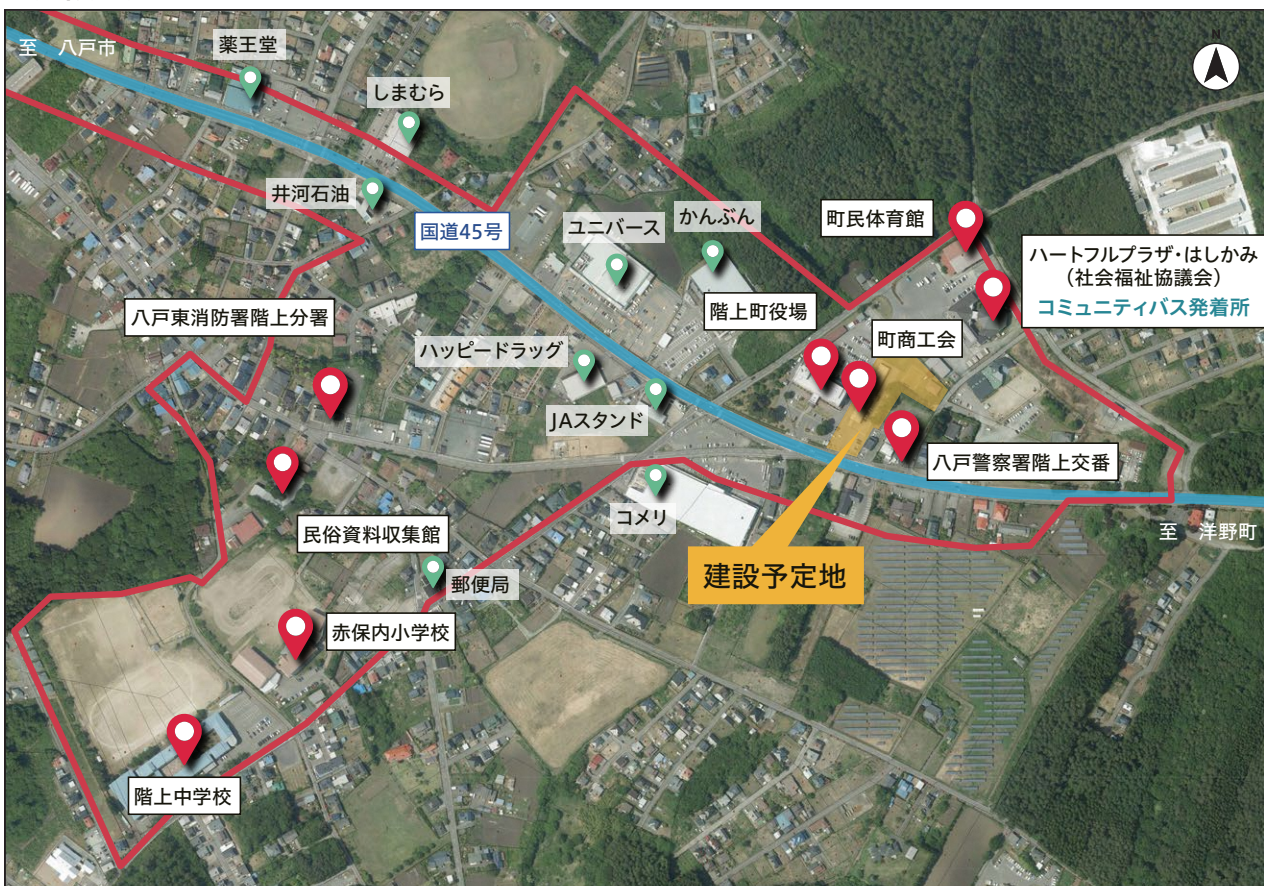 N
至 八戸市
薬王堂
しまむら
井河石油
国道45号
ユニバース
かんぶん
町民体育館
ハートフルプラザ・はしかみ
（社会福祉協議会）
コミュニティバス発着所
八戸東消防署階上分署
階上町役場
町商工会
ハッピードラッグ
JAスタンド
八戸警察署階上交番
コメリ
至 洋野町
民俗資料収集館
建設予定地
郵便局
赤保内小学校
階上中学校